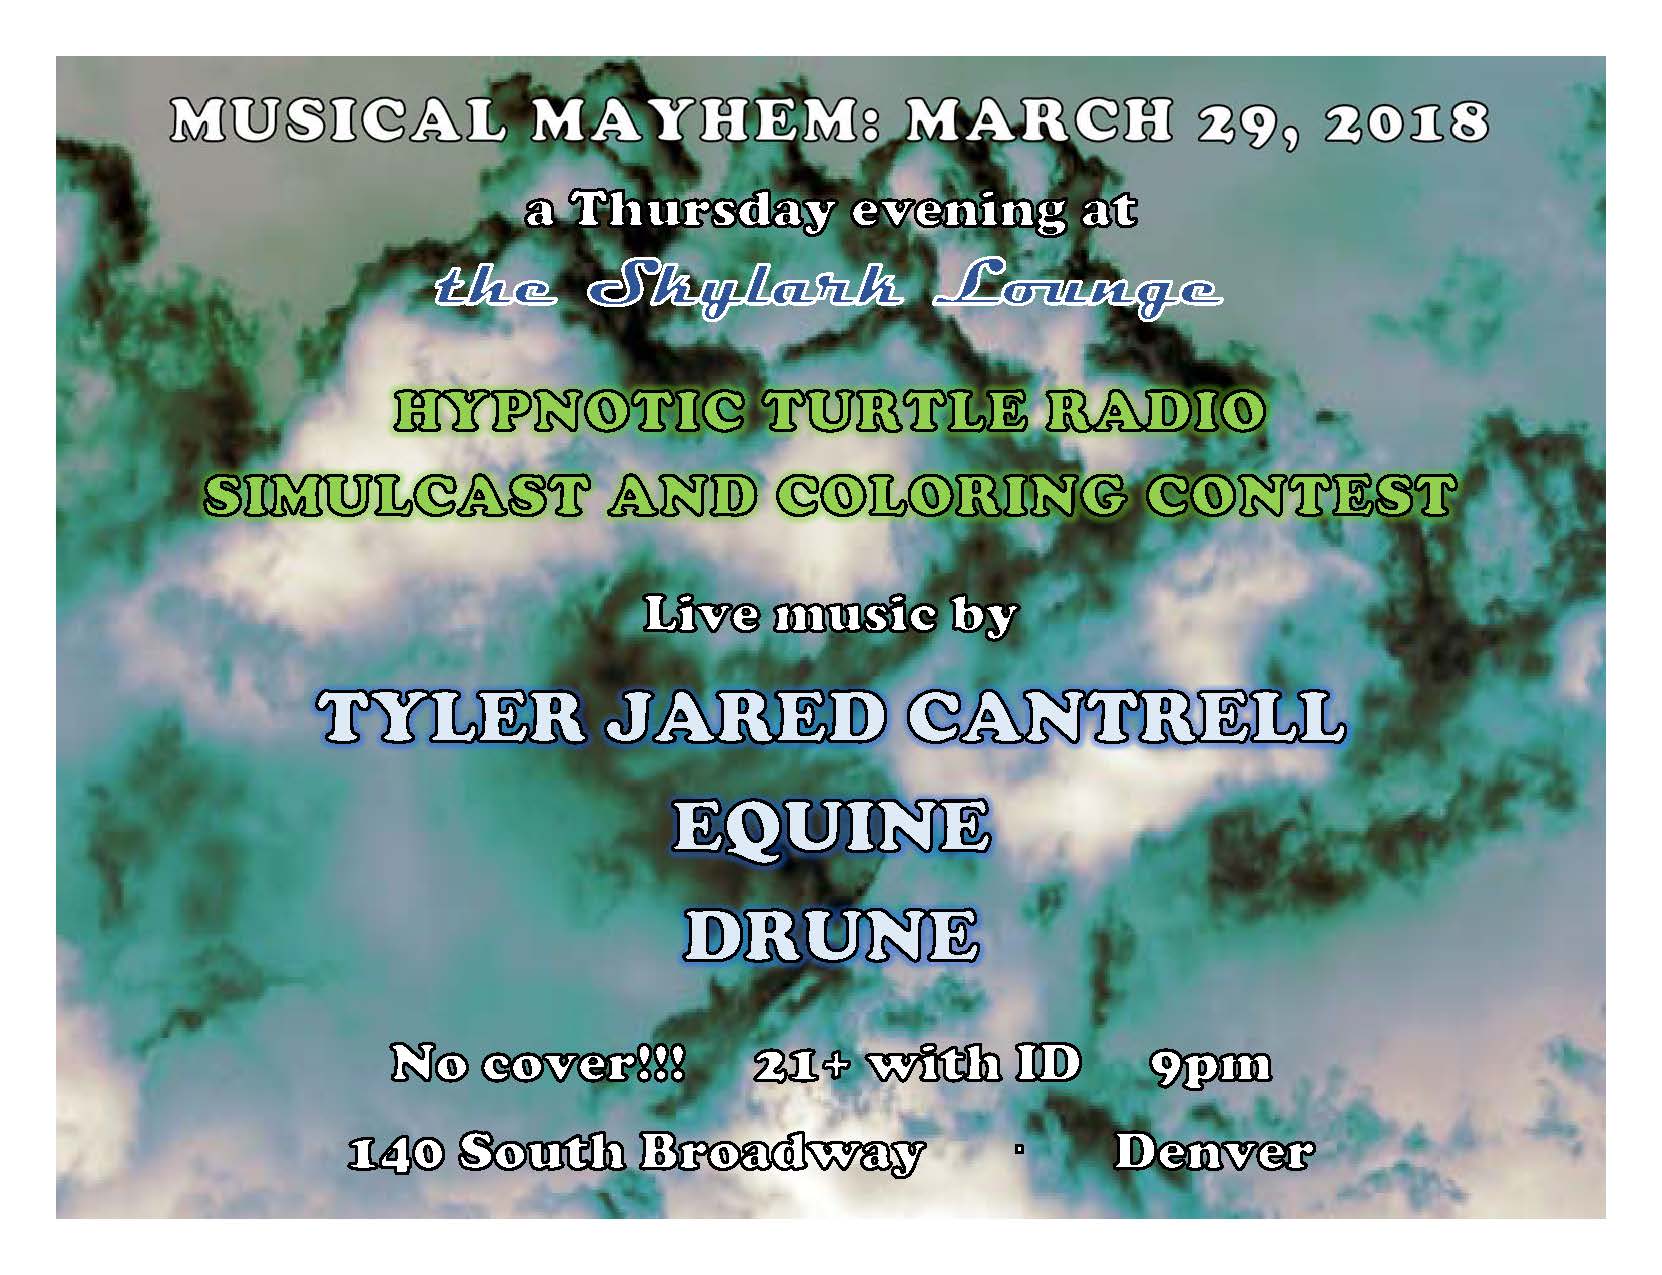 MUSICAL MAYHEM: MARCH 29, 2018
a Thursday evening at
the Skylark Lounge
HYPNOTIC TURTLE RADIO
SIMULCAST AND COLORING CONTEST
Live music by
TYLER JARED CANTRELL
EQUINE
DRUNE
No cover!!! 21+ with ID 9pm
140 South Broadway · Denver